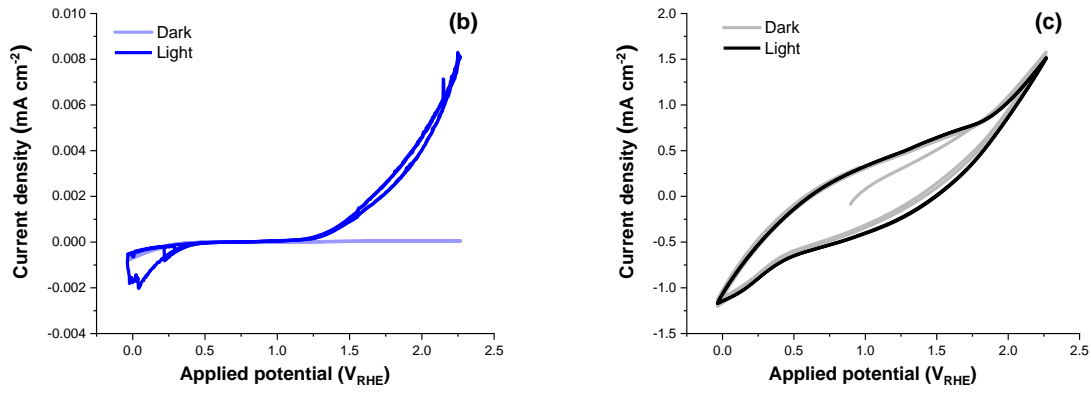 (b)
Dark
Light
0.010
0.008
0.006
0.004
0.002
0.000
-0.002
-0.004
Current density (mA cm-2)
0.0
0.5
1.0
1.5
2.0
2.5
Applied potential (VRHE)
(c)
Dark
Light
2.0
1.5
1.0
0.5
0.0
-0.5
-1.0
-1.5
Current density (mA cm-2)
0.0
0.5
1.0
1.5
2.0
2.5
Applied potential (VRHE)